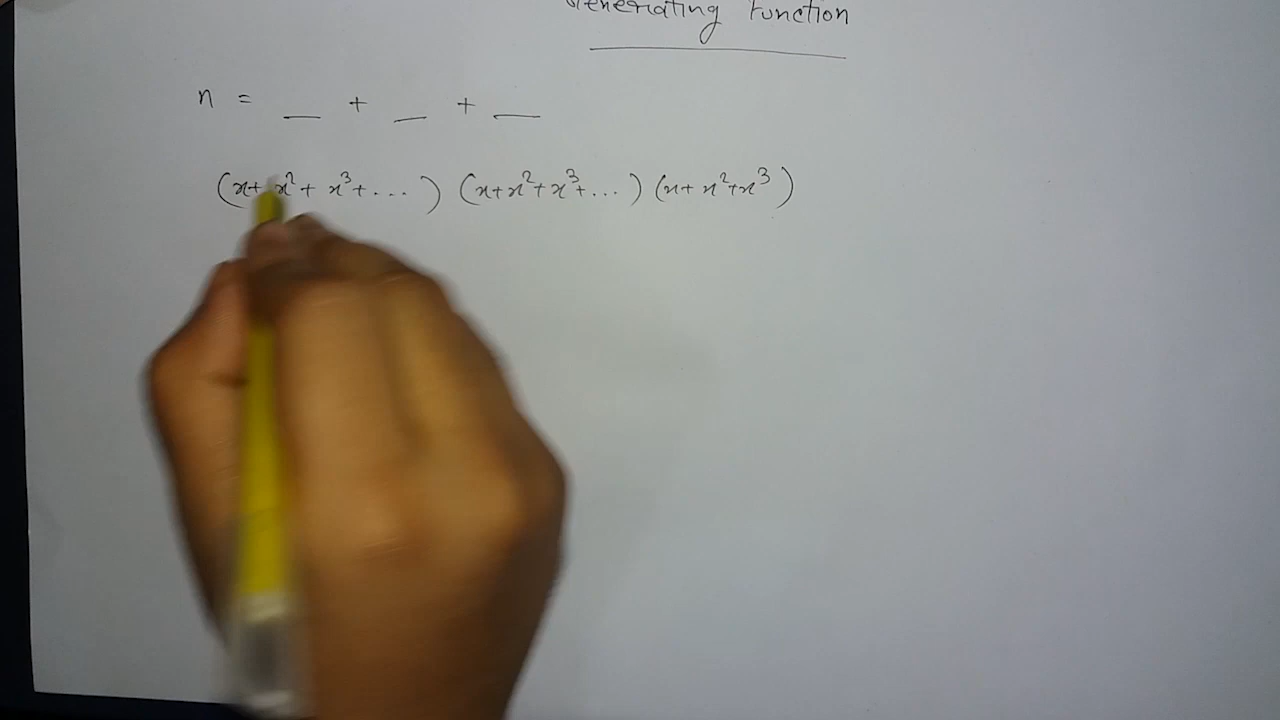 Generating Function
n = __ + __ + __
(x+x²+x³+...) (x+x²+x³+...) (x+x²+x³)